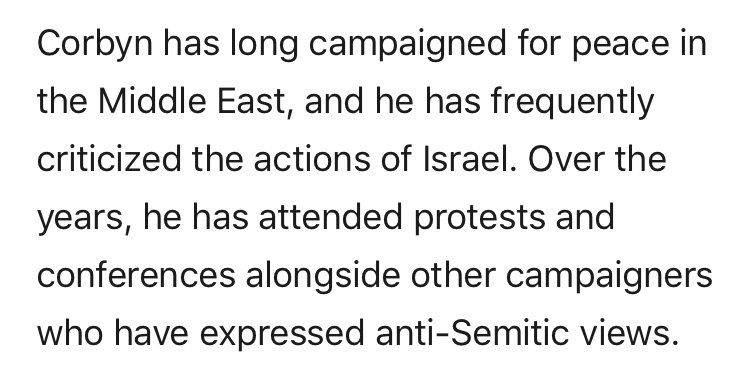 Corbyn has long campaigned for peace in
the Middle East, and he has frequently
criticized the actions of Israel. Over the
years, he has attended protests and
conferences alongside other campaigners
who have expressed anti-Semitic views.